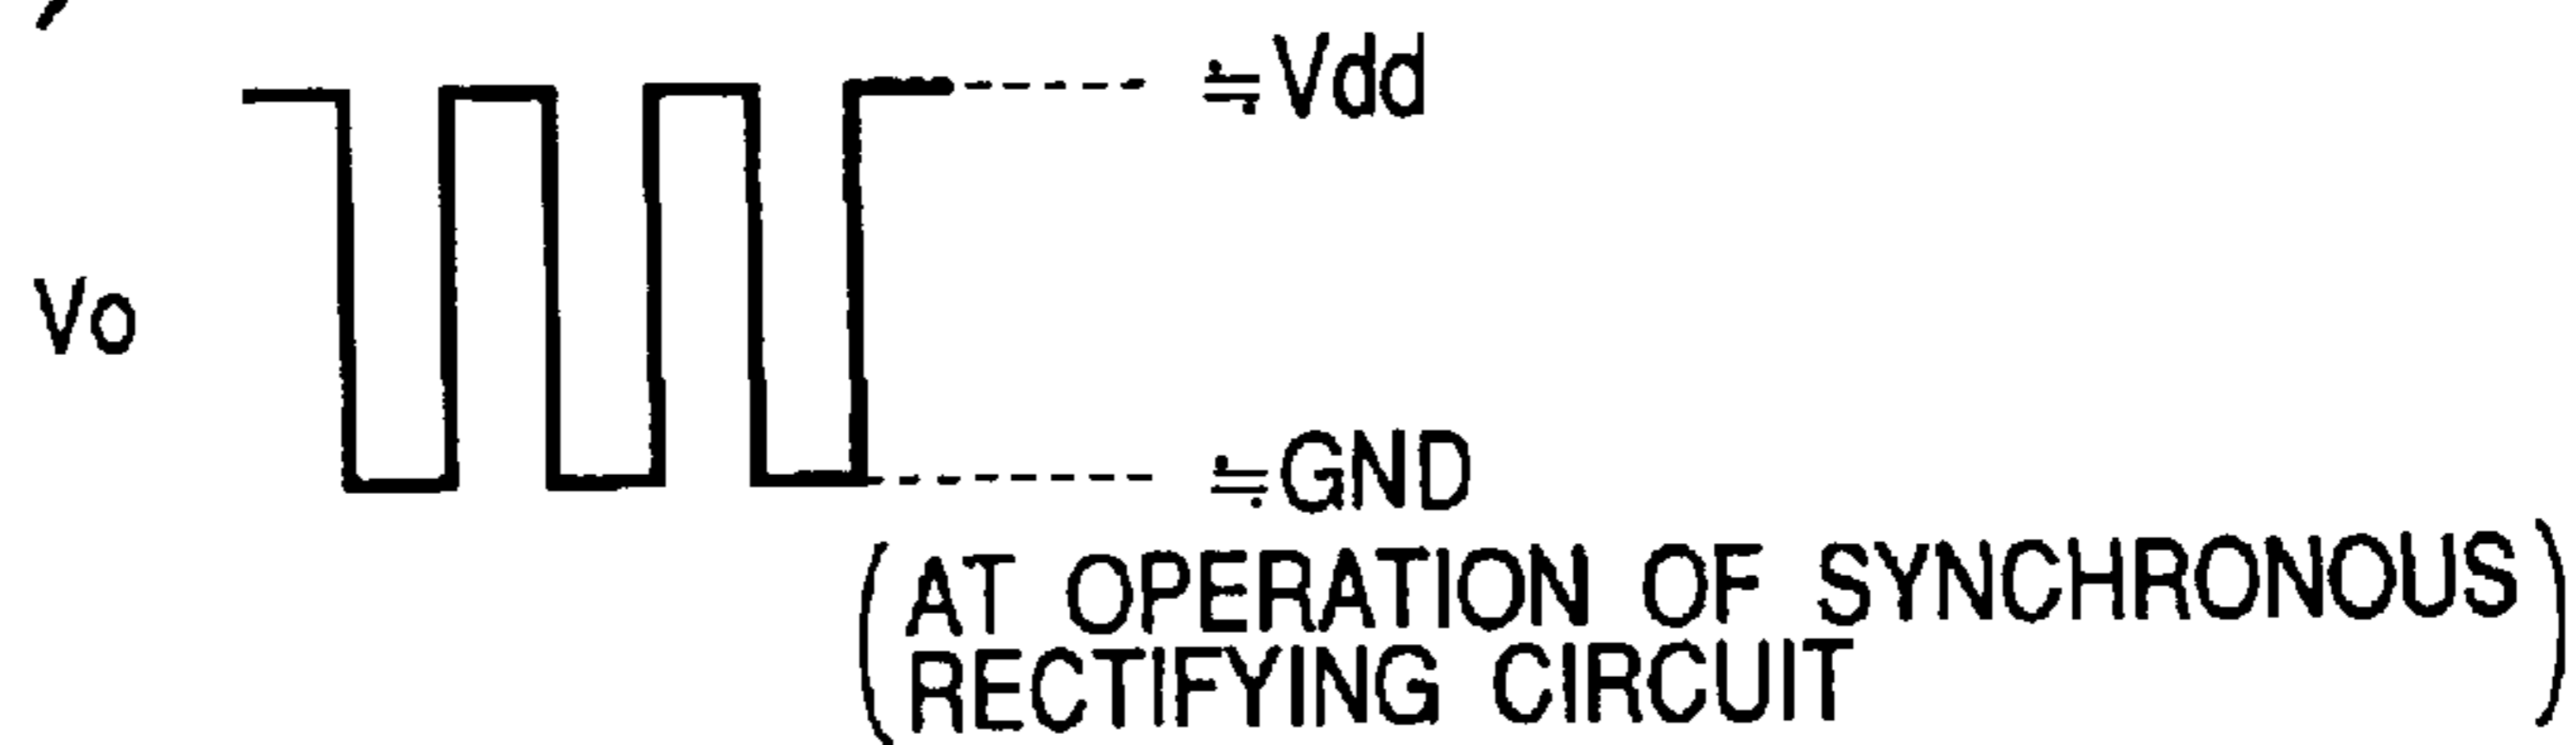 ≒Vdd
Vo
≒GND
(AT OPERATION OF SYNCHRONOUS
RECTIFYING CIRCUIT)